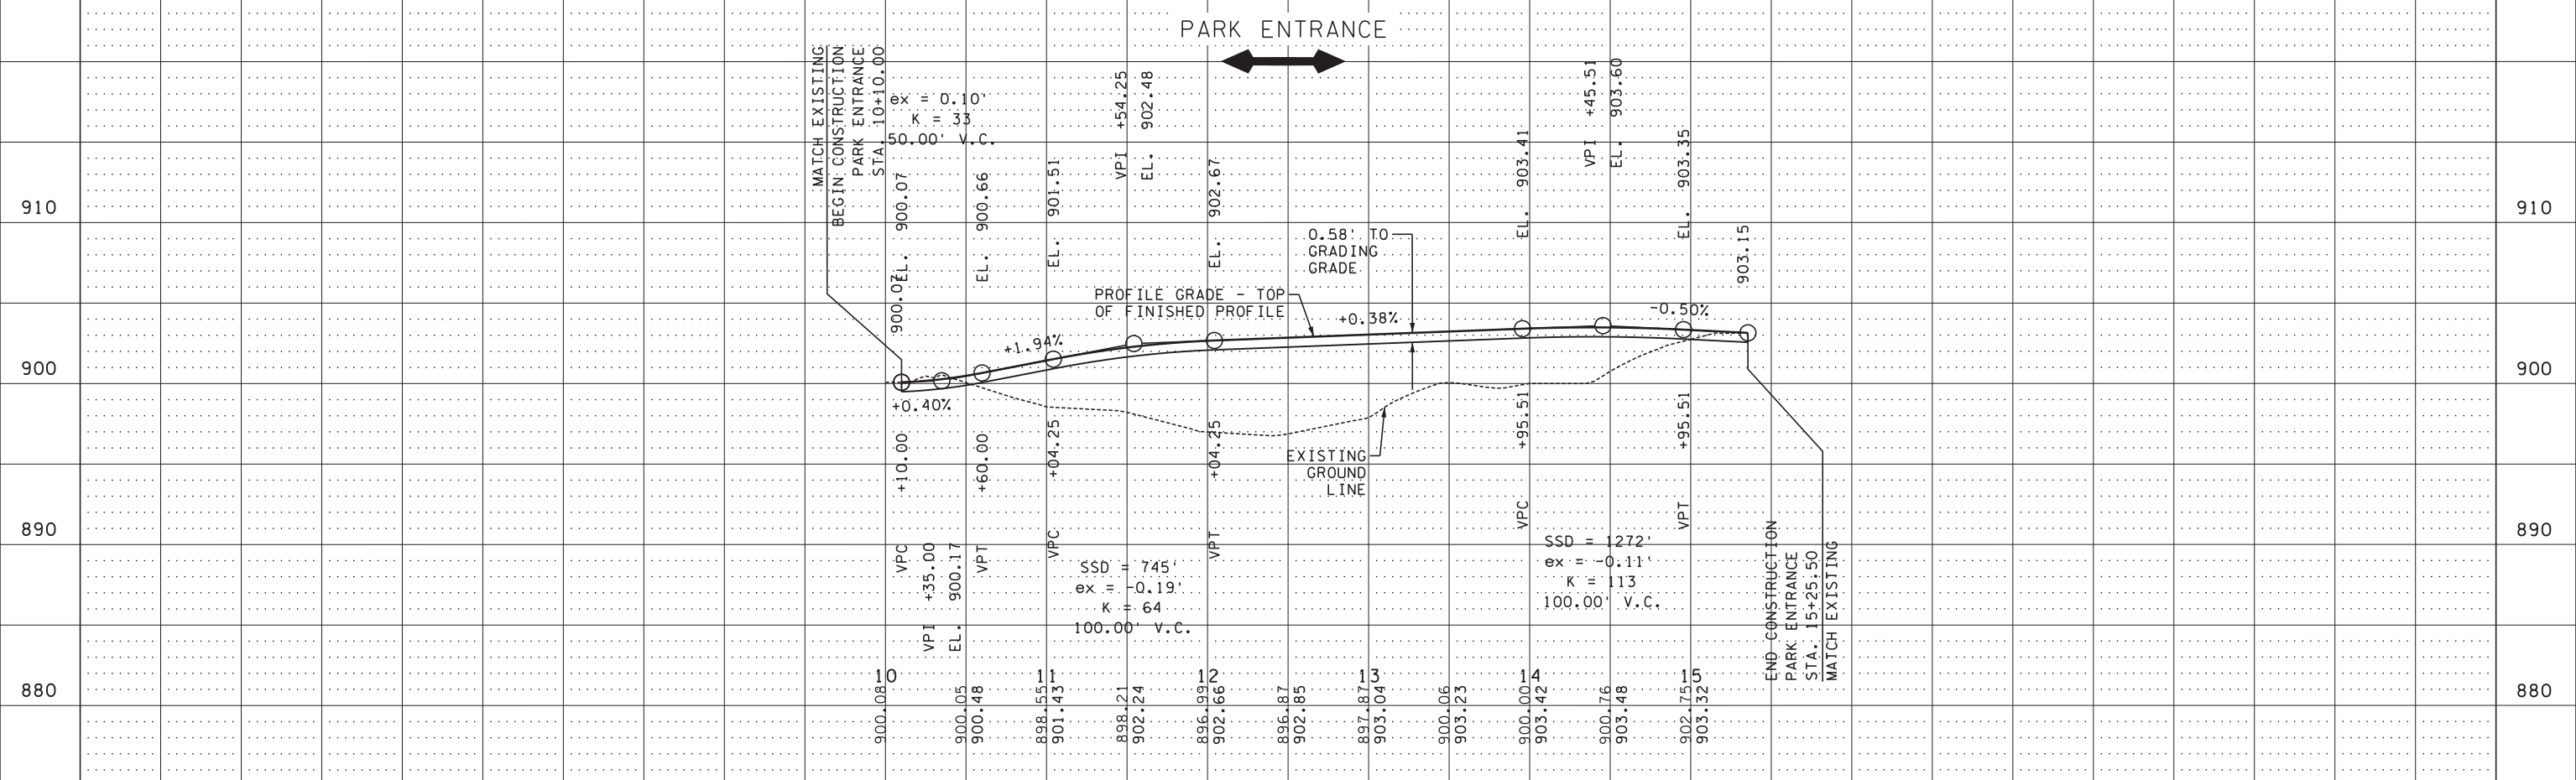 PARK ENTRANCE
MATCH EXISTING
BEGIN CONSTRUCTION
PARK ENTRANCE
STA. 10+10.00
ex = 0.10'
K = 33
50.00' V.C.
EL. 900.07
900.07
EL. 900.66
EL. 901.51
VPI +54.25
EL. 902.48
EL. 902.67
EL. 903.41
VPI +45.51
EL. 903.60
EL. 903.35
903.15
910
910
0.58' TO
GRADING
GRADE
PROFILE GRADE - TOP
OF FINISHED PROFILE
+1.94%
+0.38%
-0.50%
900
900
+0.40%
VPC +10.00
VPT +60.00
VPC +04.25
VPT +04.25
VPC +95.51
VPT +95.51
EXISTING
GROUND
LINE
890
890
VPI +35.00
EL. 900.17
SSD = 745'
ex = -0.19'
K = 64
100.00' V.C.
SSD = 1272'
ex = -0.11'
K = 113
100.00' V.C.
END CONSTRUCTION
PARK ENTRANCE
STA. 15+25.50
MATCH EXISTING
880
880
10
11
12
13
14
15
900.08
900.05
900.48
898.55
901.43
898.21
902.24
896.99
902.66
896.87
902.85
897.87
903.04
900.06
903.23
900.00
903.42
900.76
903.48
902.75
903.32